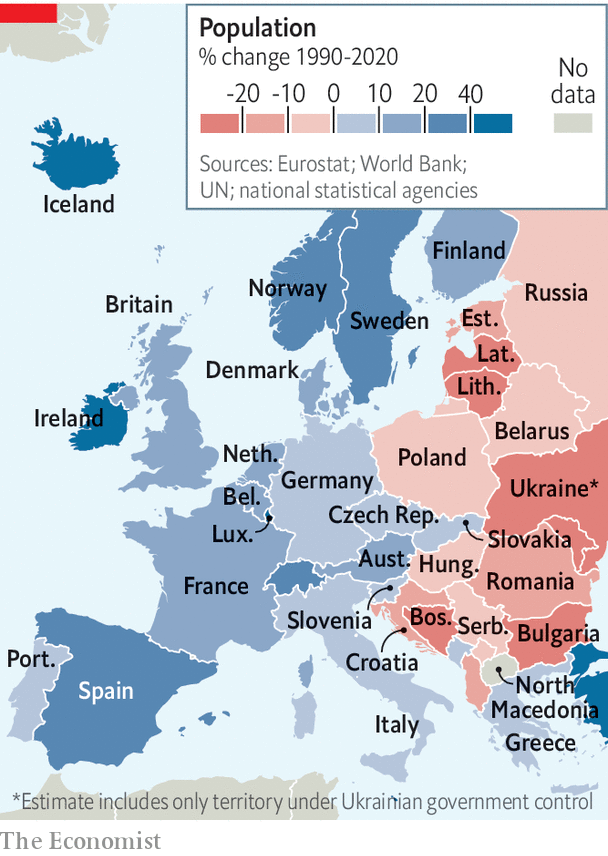 Population
% change 1990-2020
-20 -10 0 10 20 40
No
data
Sources: Eurostat; World Bank;
UN; national statistical agencies
Iceland
Finland
Norway
Russia
Britain
Sweden
Est.
Lat.
Denmark
Lith.
Ireland
Belarus
Neth.
Poland
Germany
Ukraine*
Bel.
Czech Rep.
Lux.
Slovakia
Aust.
Hung.
France
Romania
Slovenia
Bos.
Serb.
Bulgaria
Port.
Croatia
Spain
North
Macedonia
Italy
Greece
*Estimate includes only territory under Ukrainian government control
The Economist